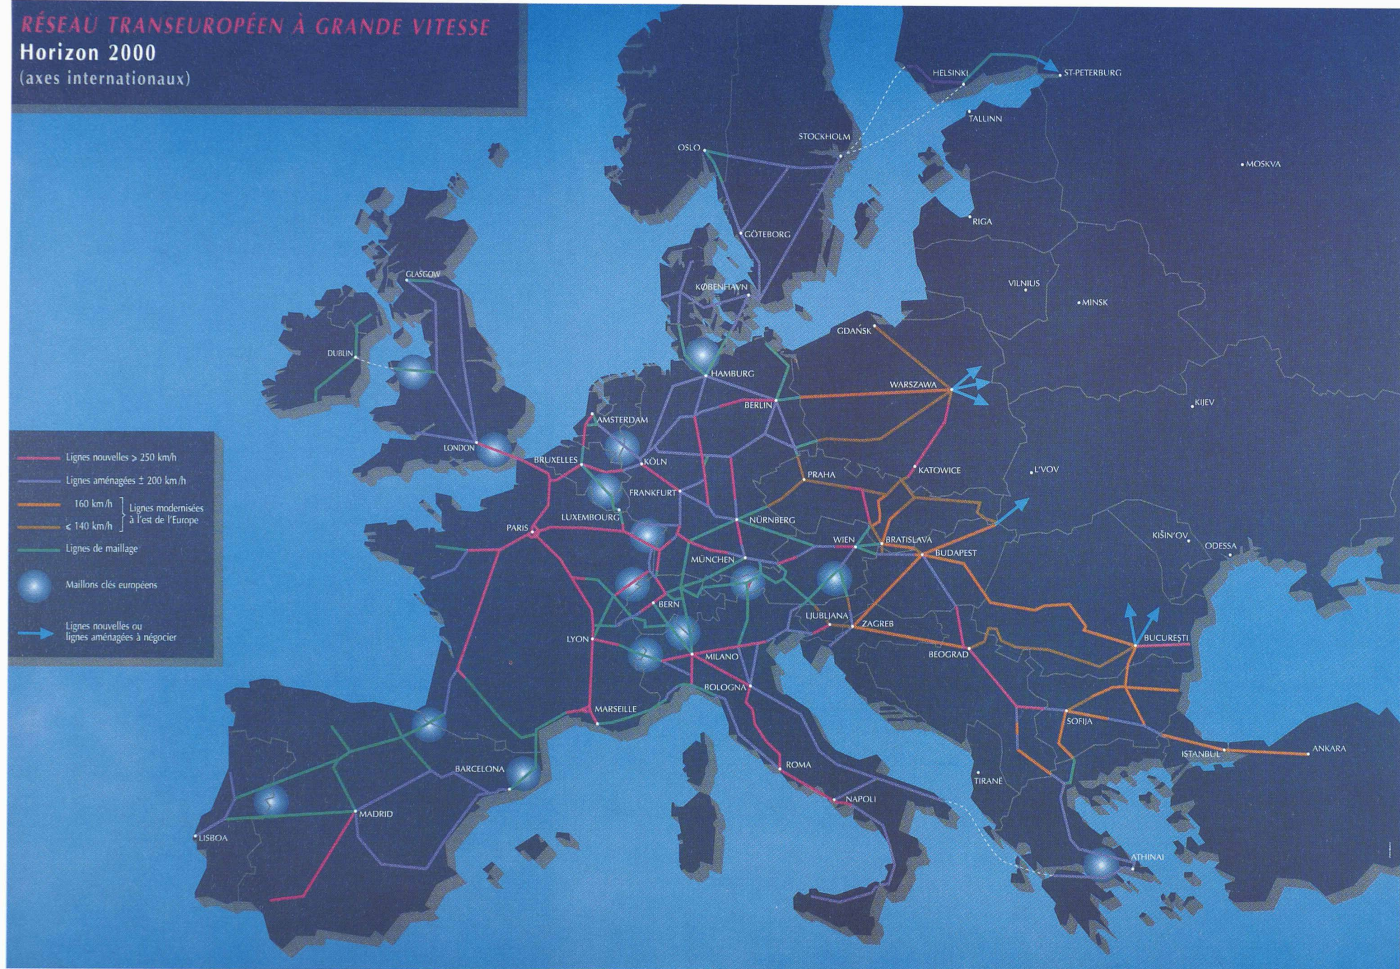 RÉSEAU TRANSEUROPÉEN À GRANDE VITESSE
Horizon 2000
(axes internationaux)
HELSINKI
ST-PETERBURG
TALLINN
STOCKHOLM
OSLO
MOSKVA
RIGA
GÖTEBORG
GLASGOW
KØBENHAVN
VILNIUS
MINSK
GDAŃSK
DUBLIN
HAMBURG
WARSZAWA
BERLIN
KIJEV
AMSTERDAM
LONDON
BRUXELLES
KÖLN
KATOWICE
L'VOV
PRAHA
FRANKFURT
LUXEMBOURG
NÜRNBERG
PARIS
WIEN
BRATISLAVA
BUDAPEST
KIŠIN'OV
ODESSA
MÜNCHEN
BERN
LJUBLJANA
ZAGREB
LYON
MILANO
BEOGRAD
BUCUREŞTI
BOLOGNA
MARSEILLE
SOFIJA
ISTANBUL
ANKARA
BARCELONA
ROMA
TIRANË
NAPOLI
MADRID
LISBOA
ATHINAI
Lignes nouvelles > 250 km/h
Lignes aménagées ± 200 km/h
160 km/h
≤ 140 km/h
Lignes modernisées
à l'est de l'Europe
Lignes de maillage
Maillons clés européens
Lignes nouvelles ou
lignes aménagées à négocier